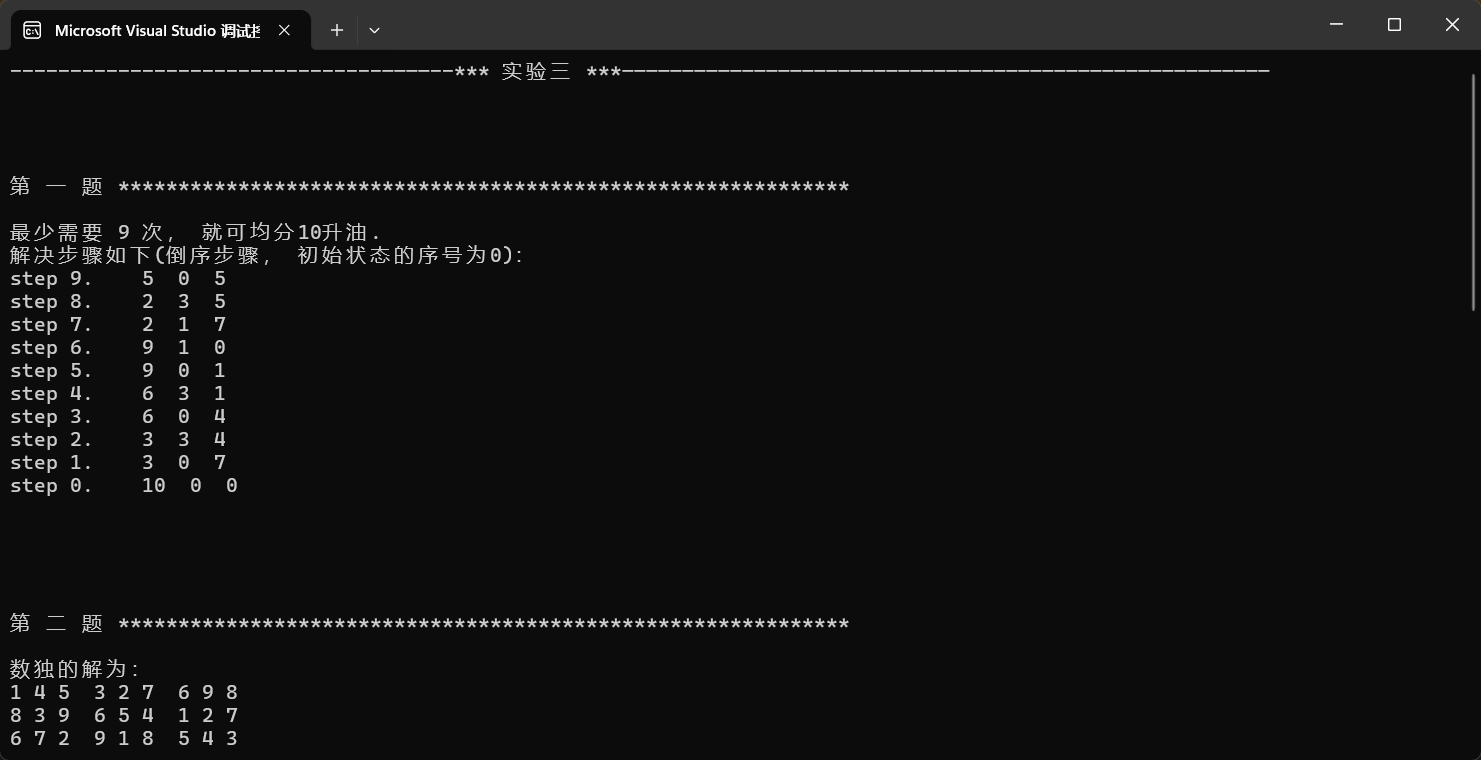 Microsoft Visual Studio 调试
-------------------------------------*** 实验三 ***------------------------------------------------------
第 一 题 *************************************************************
最少需要 9 次， 就可均分10升油.
解决步骤如下(倒序步骤， 初始状态的序号为0):
step 9.    5  0  5
step 8.    2  3  5
step 7.    2  1  7
step 6.    9  1  0
step 5.    9  0  1
step 4.    6  3  1
step 3.    6  0  4
step 2.    3  3  4
step 1.    3  0  7
step 0.    10  0  0
第 二 题 *************************************************************
数独的解为:
1 4 5  3 2 7  6 9 8
8 3 9  6 5 4  1 2 7
6 7 2  9 1 8  5 4 3